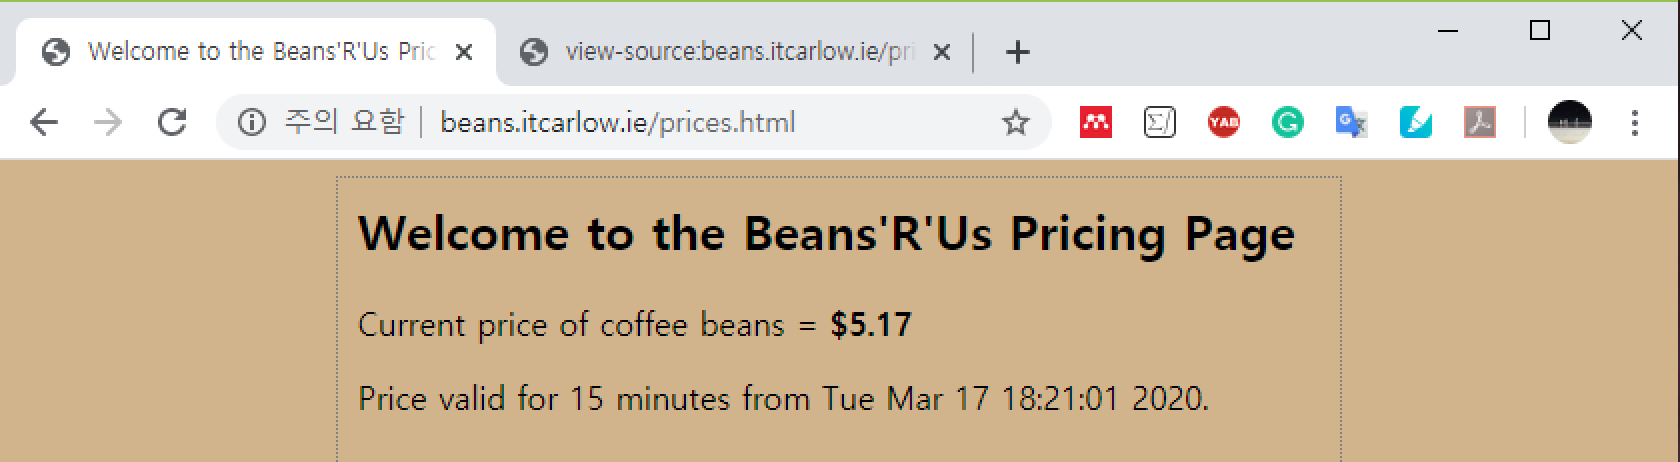 Welcome to the Beans'R'Us Pric
view-source:beans.itcarlow.ie/pri
주의 요함 | beans.itcarlow.ie/prices.html
YAB
Welcome to the Beans'R'Us Pricing Page
Current price of coffee beans = $5.17
Price valid for 15 minutes from Tue Mar 17 18:21:01 2020.